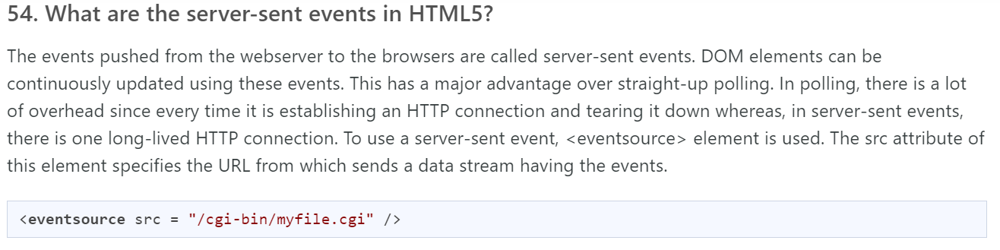 54. What are the server-sent events in HTML5?
The events pushed from the webserver to the browsers are called server-sent events. DOM elements can be
continuously updated using these events. This has a major advantage over straight-up polling. In polling, there is a lot
of overhead since every time it is establishing an HTTP connection and tearing it down whereas, in server-sent events,
there is one long-lived HTTP connection. To use a server-sent event, <eventsource> element is used. The src attribute of
this element specifies the URL from which sends a data stream having the events.
<eventsource src = "/cgi-bin/myfile.cgi" />